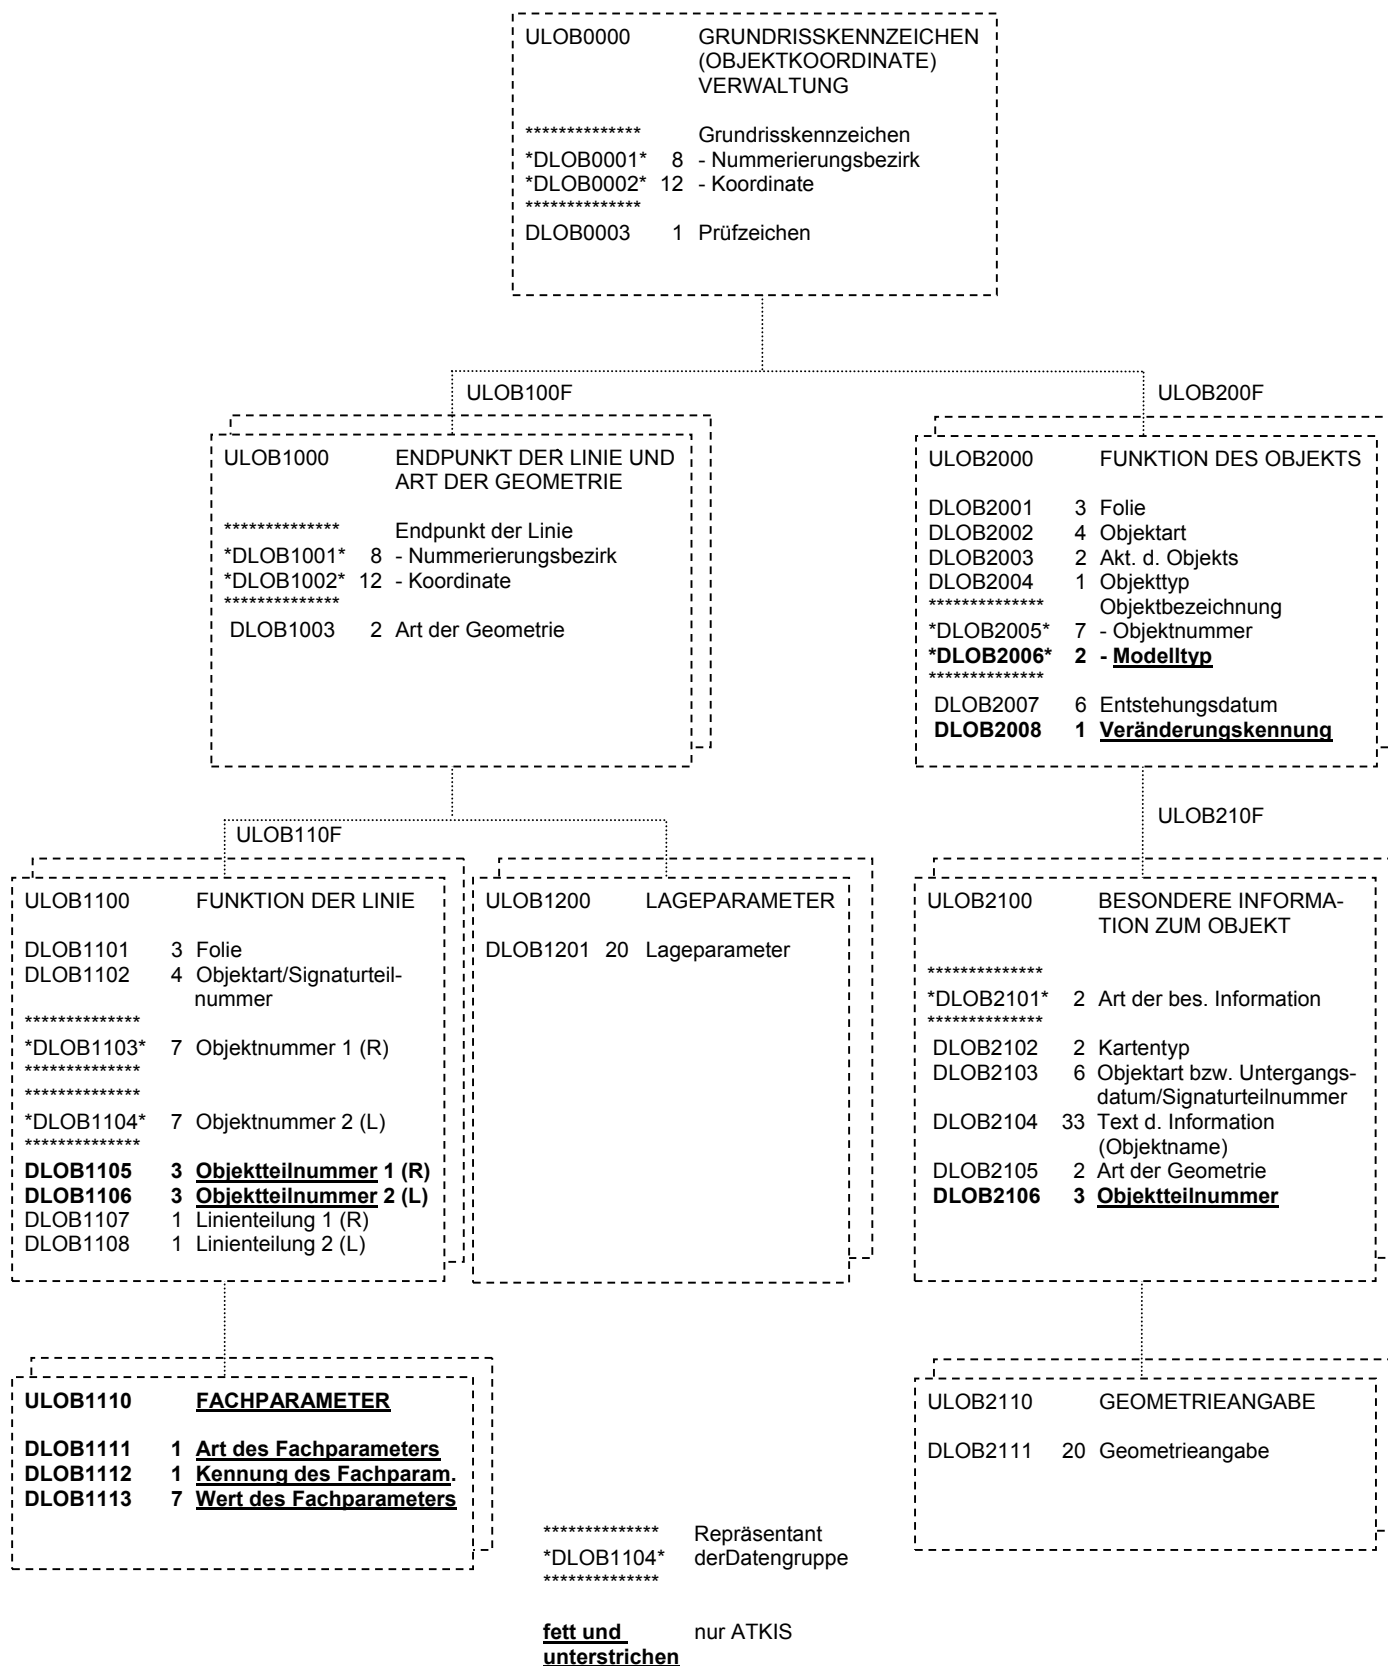 ULOB0000 GRUNDRISSKENNZEICHEN
(OBJEKTKOORDINATE)
VERWALTUNG
************** Grundrisskennzeichen
*DLOB0001* 8 - Nummerierungsbezirk
*DLOB0002* 12 - Koordinate
**************
DLOB0003 1 Prüfzeichen
ULOB100F
ULOB1000 ENDPUNKT DER LINIE UND
ART DER GEOMETRIE
************** Endpunkt der Linie
*DLOB1001* 8 - Nummerierungsbezirk
*DLOB1002* 12 - Koordinate
**************
DLOB1003 2 Art der Geometrie
ULOB200F
ULOB2000 FUNKTION DES OBJEKTS
DLOB2001 3 Folie
DLOB2002 4 Objektart
DLOB2003 2 Akt. d. Objekts
DLOB2004 1 Objekttyp
************** Objektbezeichnung
*DLOB2005* 7 - Objektnummer
*DLOB2006* 2 - Modelltyp
**************
DLOB2007 6 Entstehungsdatum
DLOB2008 1 Veränderungskennung
ULOB110F
ULOB1100 FUNKTION DER LINIE
DLOB1101 3 Folie
DLOB1102 4 Objektart/Signaturteil-
nummer
**************
*DLOB1103* 7 Objektnummer 1 (R)
**************
**************
*DLOB1104* 7 Objektnummer 2 (L)
**************
DLOB1105 3 Objektteilnummer 1 (R)
DLOB1106 3 Objektteilnummer 2 (L)
DLOB1107 1 Linienteilung 1 (R)
DLOB1108 1 Linienteilung 2 (L)
ULOB1200 LAGEPARAMETER
DLOB1201 20 Lageparameter
ULOB210F
ULOB2100 BESONDERE INFORMA-
TION ZUM OBJEKT
**************
*DLOB2101* 2 Art der bes. Information
**************
DLOB2102 2 Kartentyp
DLOB2103 6 Objektart bzw. Untergangs-
datum/Signaturteilnummer
DLOB2104 33 Text d. Information
(Objektname)
DLOB2105 2 Art der Geometrie
DLOB2106 3 Objektteilnummer
ULOB1110 FACHPARAMETER
DLOB1111 1 Art des Fachparameters
DLOB1112 1 Kennung des Fachparam.
DLOB1113 7 Wert des Fachparameters
ULOB2110 GEOMETRIEANGABE
DLOB2111 20 Geometrieangabe
************** Repräsentant
*DLOB1104* derDatengruppe
**************
fett und nur ATKIS
unterstrichen